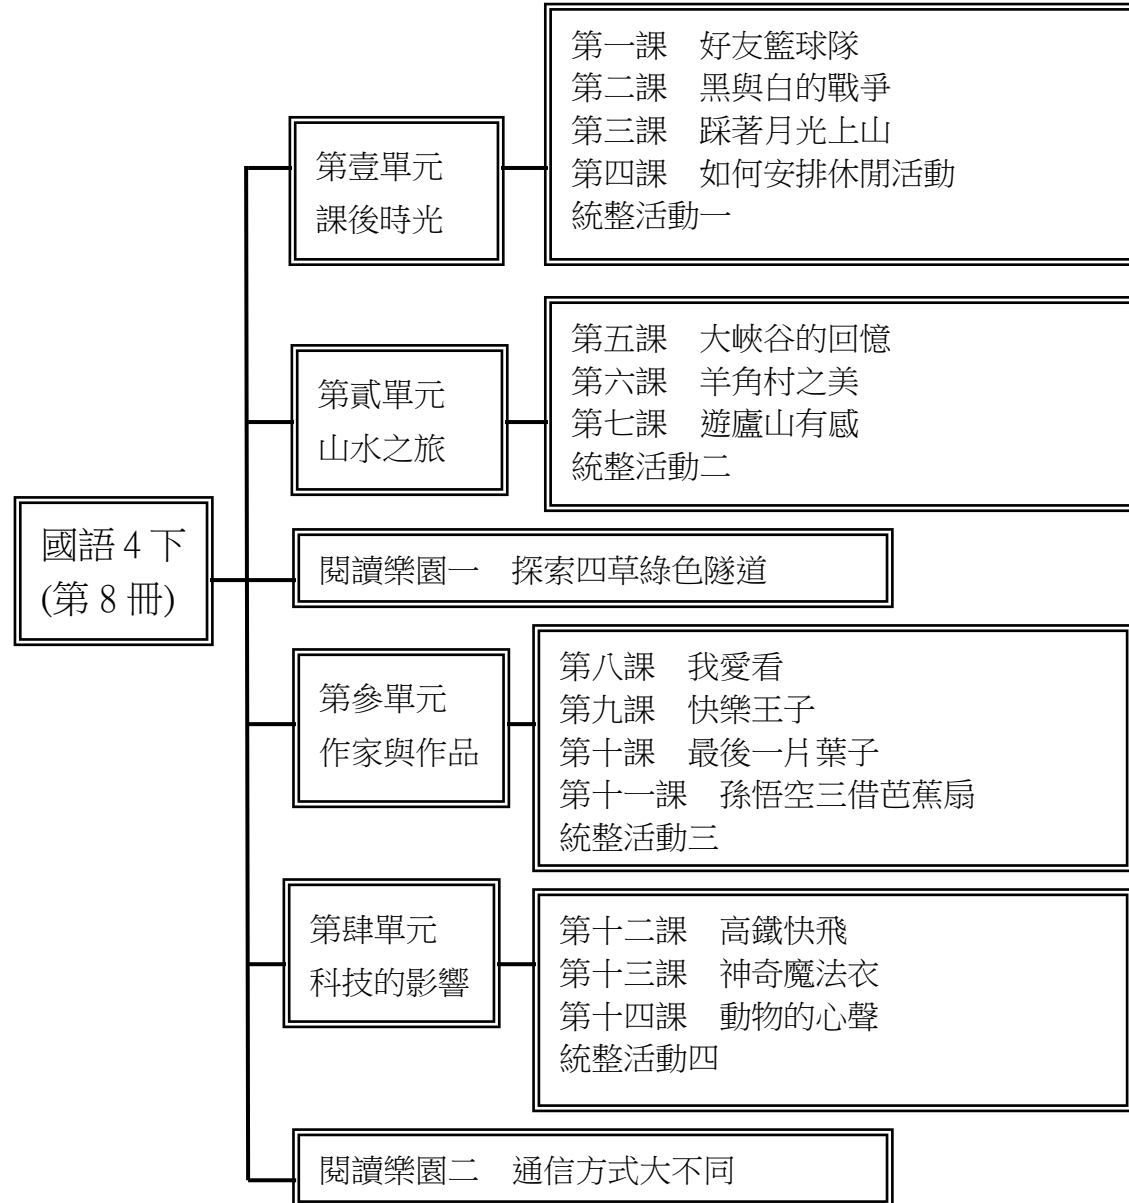 國語 4 下
(第 8 冊)
第壹單元
課後時光
第一課　好友籃球隊
第二課　黑與白的戰爭
第三課　踩著月光上山
第四課　如何安排休閒活動
統整活動一
第貳單元
山水之旅
第五課　大峽谷的回憶
第六課　羊角村之美
第七課　遊廬山有感
統整活動二
閱讀樂園一　探索四草綠色隧道
第參單元
作家與作品
第八課　我愛看
第九課　快樂王子
第十課　最後一片葉子
第十一課　孫悟空三借芭蕉扇
統整活動三
第肆單元
科技的影響
第十二課　高鐵快飛
第十三課　神奇魔法衣
第十四課　動物的心聲
統整活動四
閱讀樂園二　通信方式大不同